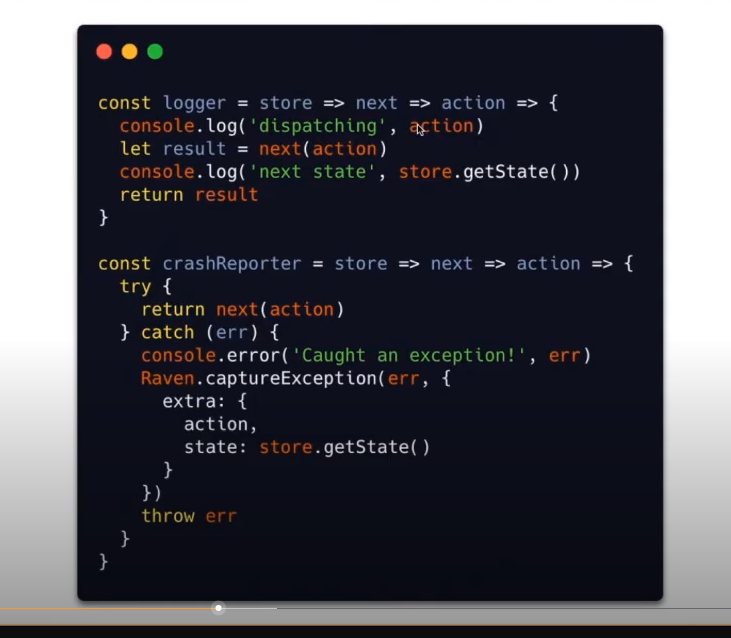 const logger = store => next => action => {
  console.log('dispatching', action)
  let result = next(action)
  console.log('next state', store.getState())
  return result
}

const crashReporter = store => next => action => {
  try {
    return next(action)
  } catch (err) {
    console.error('Caught an exception!', err)
    Raven.captureException(err, {
      extra: {
        action,
        state: store.getState()
      }
    })
    throw err
  }
}